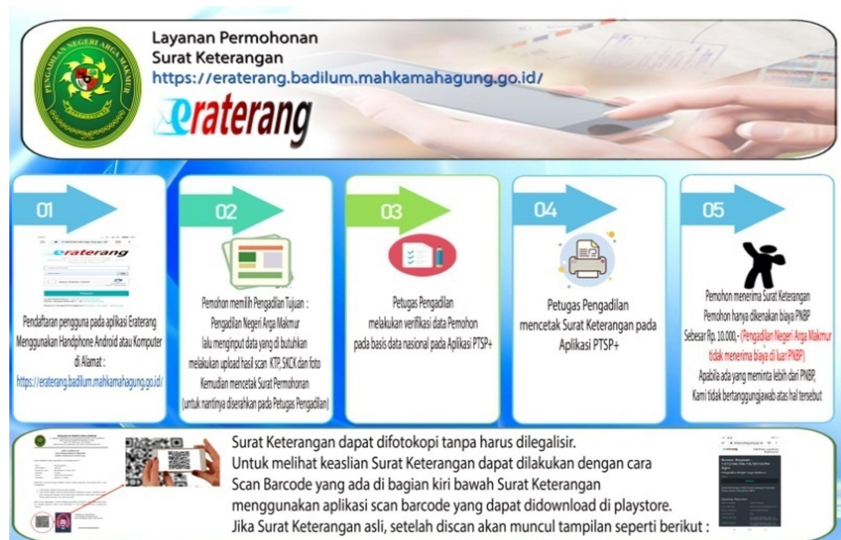 PENGADILAN NEGERI ARGA MAKMUR
Layanan Permohonan
Surat Keterangan
https://eraterang.badilum.mahkamahagung.go.id/
eraterang
01
eraterang
Pendaftaran pengguna pada aplikasi Eraterang
Menggunakan Handphone Android atau Komputer
di Alamat :
https://eraterang.badilum.mahkamahagung.go.id/
02
Pemohon memilih Pengadilan Tujuan :
Pengadilan Negeri Arga Makmur
lalu menginput data yang di butuhkan
melakukan upload hasil scan KTP, SKCK dan foto
Kemudian mencetak Surat Permohonan
(untuk nantinya diserahkan pada Petugas Pengadilan)
03
Petugas Pengadilan
melakukan verifikasi data Pemohon
pada basis data nasional pada Aplikasi PTSP+
04
Petugas Pengadilan
mencetak Surat Keterangan pada
Aplikasi PTSP+
05
Pemohon menerima Surat Keterangan
Pemohon hanya dikenakan biaya PNBP
Sebesar Rp. 10.000,- (Pengadilan Negeri Arga Makmur
tidak menerima biaya di luar PNBP)
Apabila ada yang meminta lebih dari PNBP,
Kami tidak bertanggungjawab atas hal tersebut
Surat Keterangan dapat difotokopi tanpa harus dilegalisir.
Untuk melihat keaslian Surat Keterangan dapat dilakukan dengan cara
Scan Barcode yang ada di bagian kiri bawah Surat Keterangan
menggunakan aplikasi scan barcode yang dapat didownload di playstore.
Jika Surat Keterangan asli, setelah discan akan muncul tampilan seperti berikut :